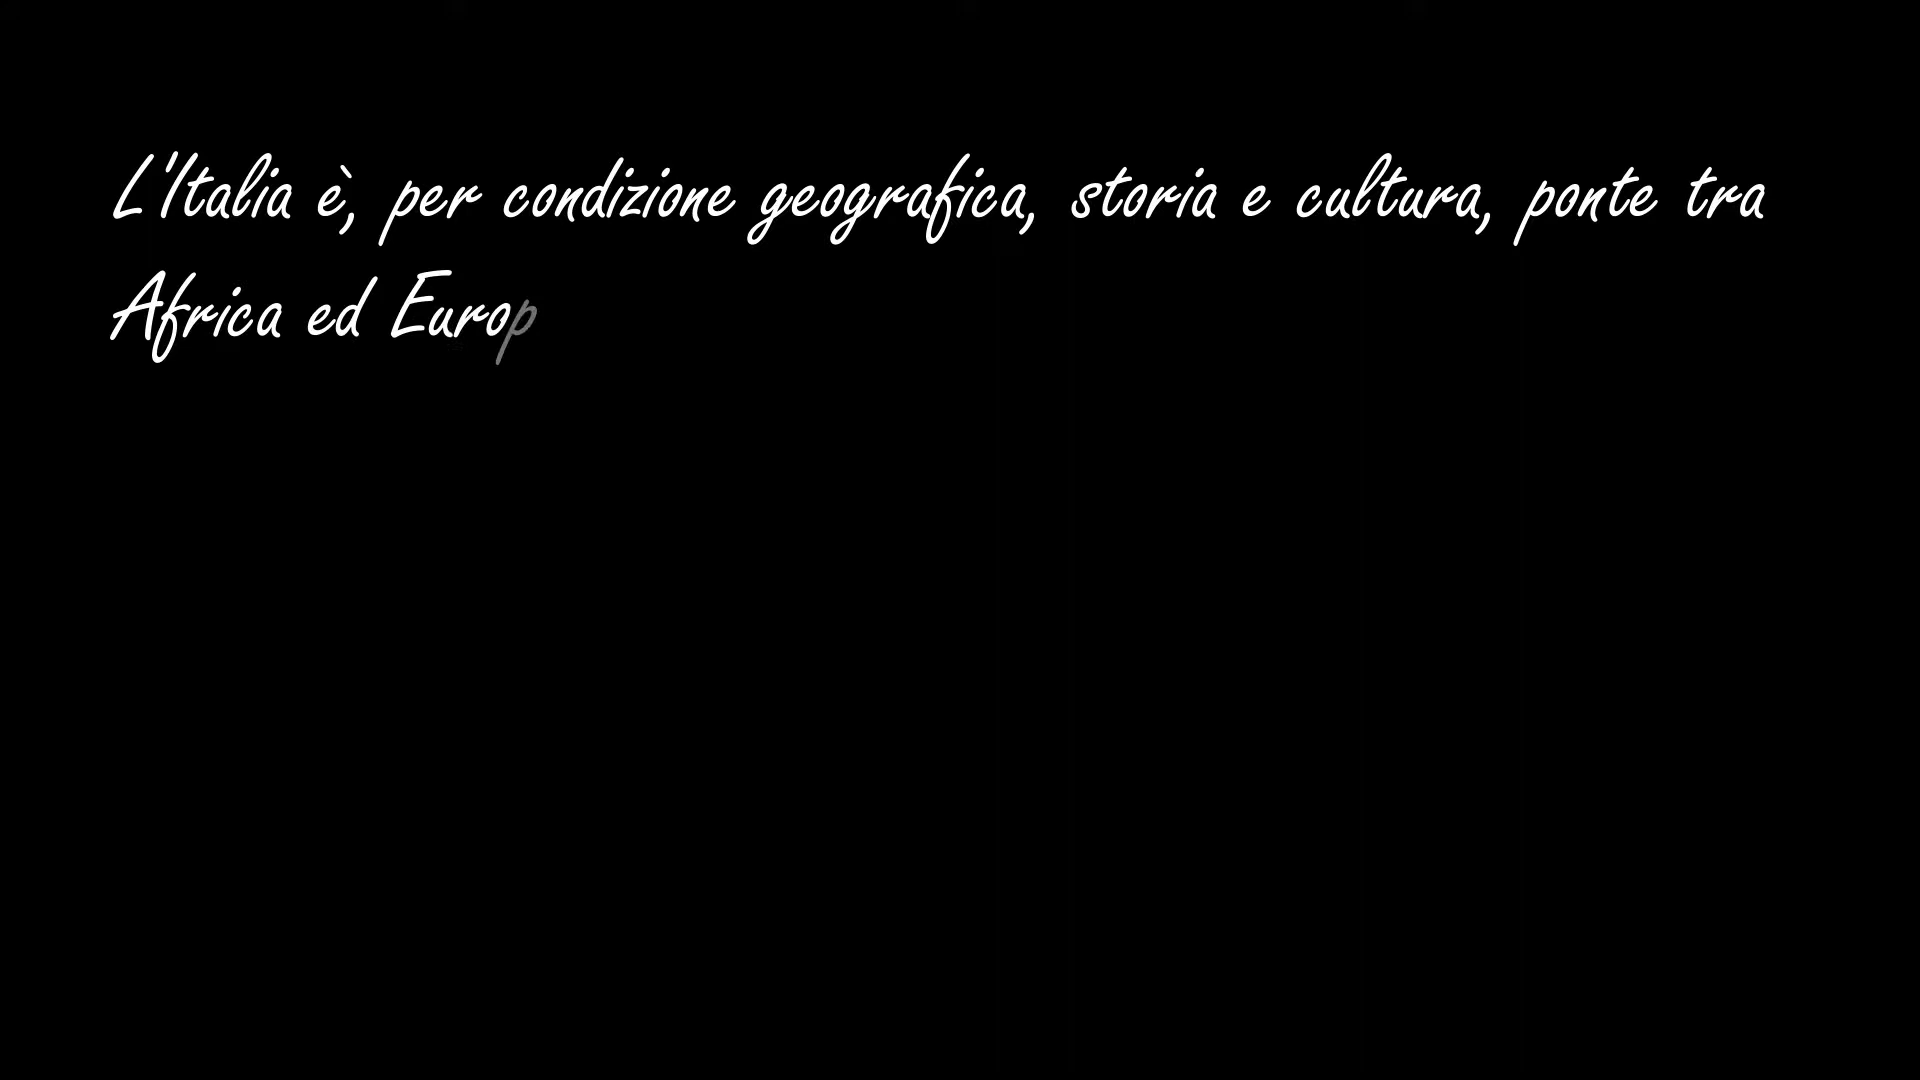 L'Italia è, per condizione geografica, storia e cultura, ponte tra
Africa ed Europ